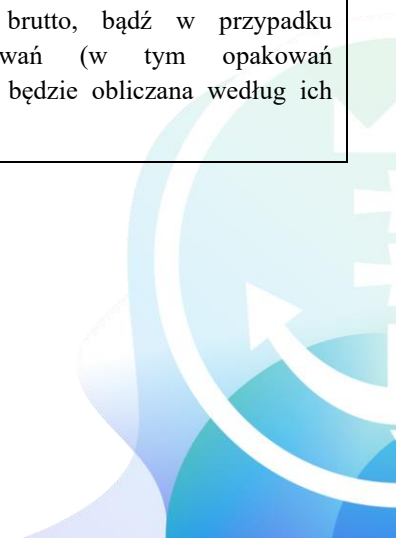 brutto, bądź w przypadku
wań (w tym opakowań
będzie obliczana według ich